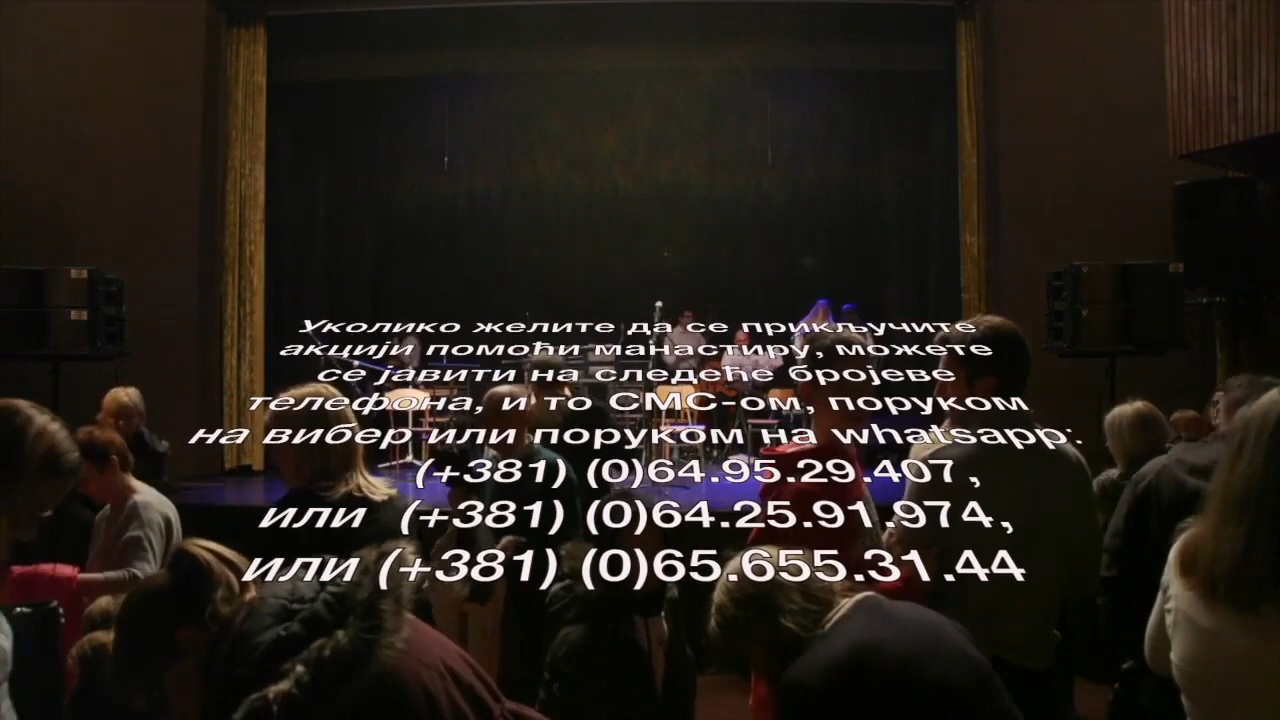 Уколико желите да се прикључите
акцији помоћи манастиру, можете
се јавити на следеће бројеве
телефона, и то СМС-ом, поруком
на вибер или поруком на whatsapp:
(+381) (0)64.95.29.407,
или (+381) (0)64.25.91.974,
или (+381) (0)65.655.31.44